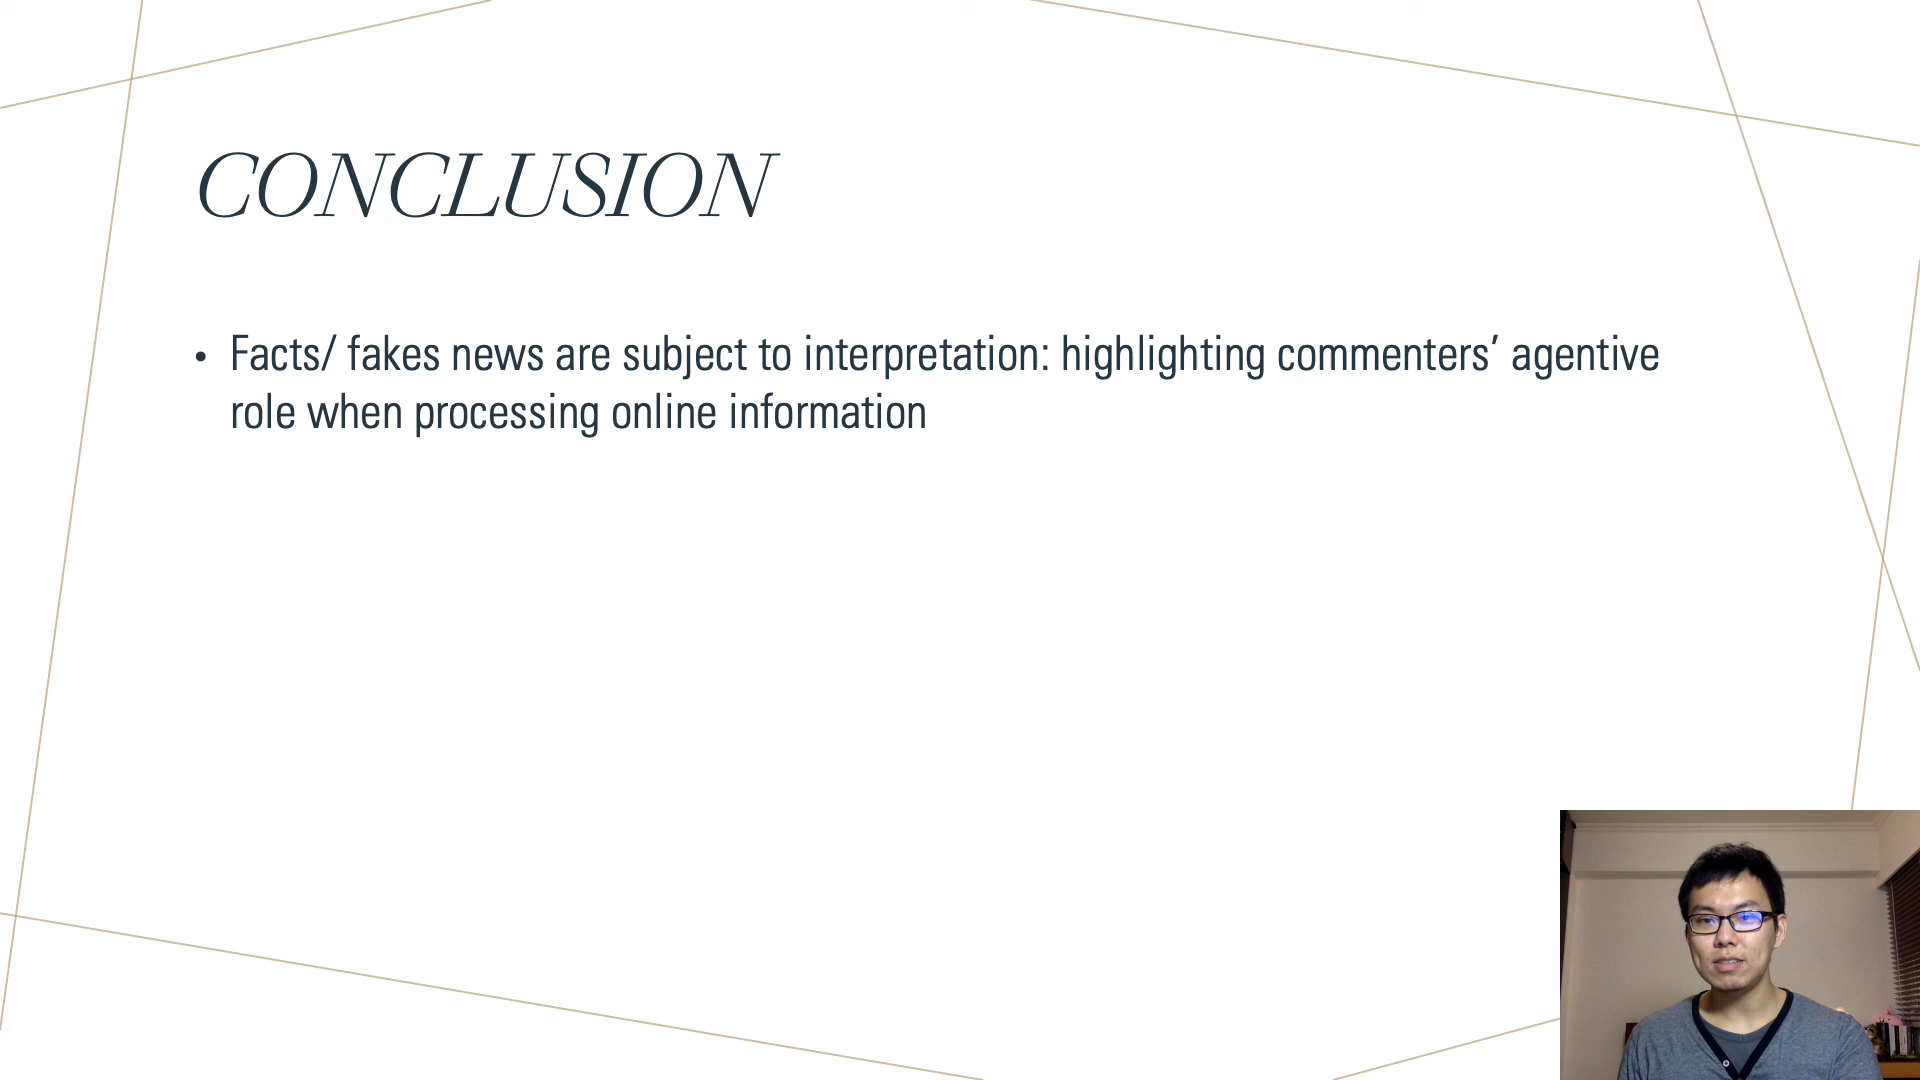 CONCLUSION
• Facts/ fakes news are subject to interpretation: highlighting commenters’ agentive
role when processing online information